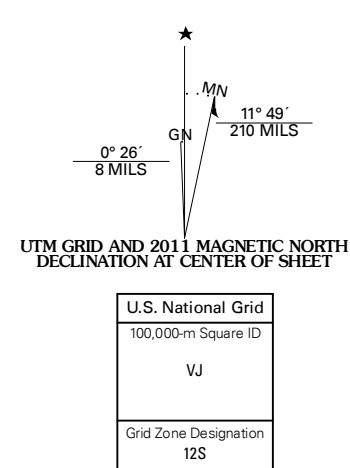 ★
MN
11° 49´
210 MILS
GN
0° 26´
8 MILS
UTM GRID AND 2011 MAGNETIC NORTH
DECLINATION AT CENTER OF SHEET
U.S. National Grid
100,000-m Square ID
VJ
Grid Zone Designation
12S